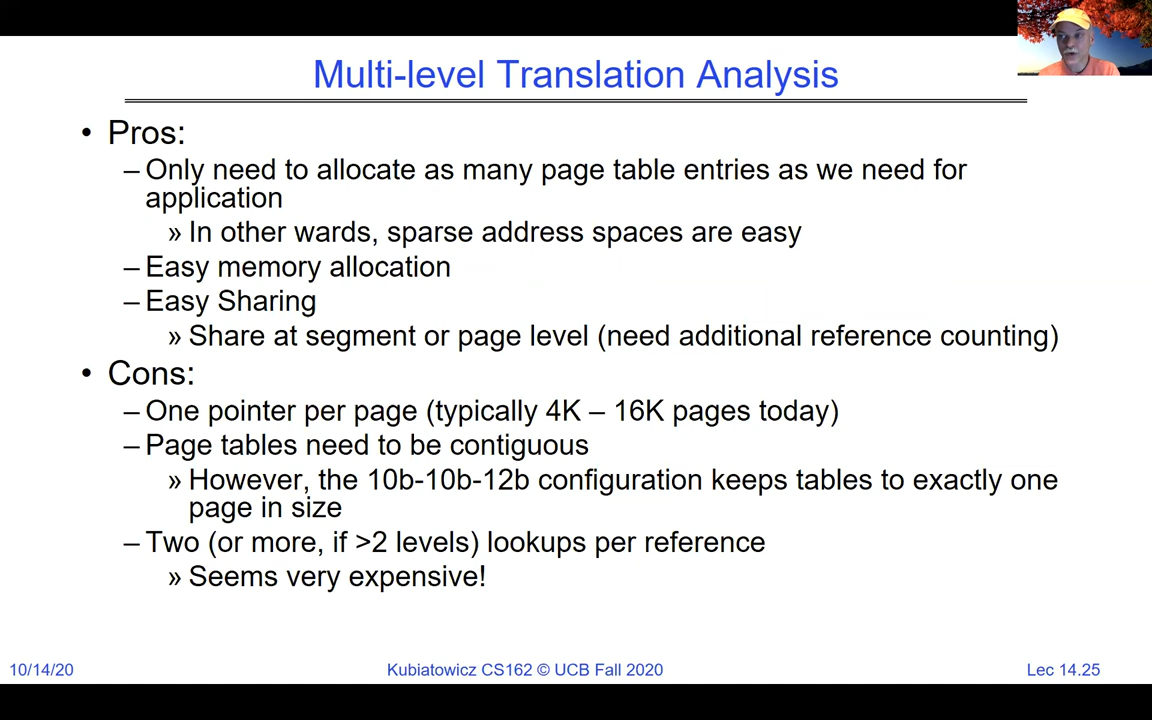 Multi-level Translation Analysis
• Pros:
– Only need to allocate as many page table entries as we need for
application
» In other wards, sparse address spaces are easy
– Easy memory allocation
– Easy Sharing
» Share at segment or page level (need additional reference counting)
• Cons:
– One pointer per page (typically 4K – 16K pages today)
– Page tables need to be contiguous
» However, the 10b-10b-12b configuration keeps tables to exactly one
page in size
– Two (or more, if >2 levels) lookups per reference
» Seems very expensive!
10/14/20 Kubiatowicz CS162 © UCB Fall 2020 Lec 14.25